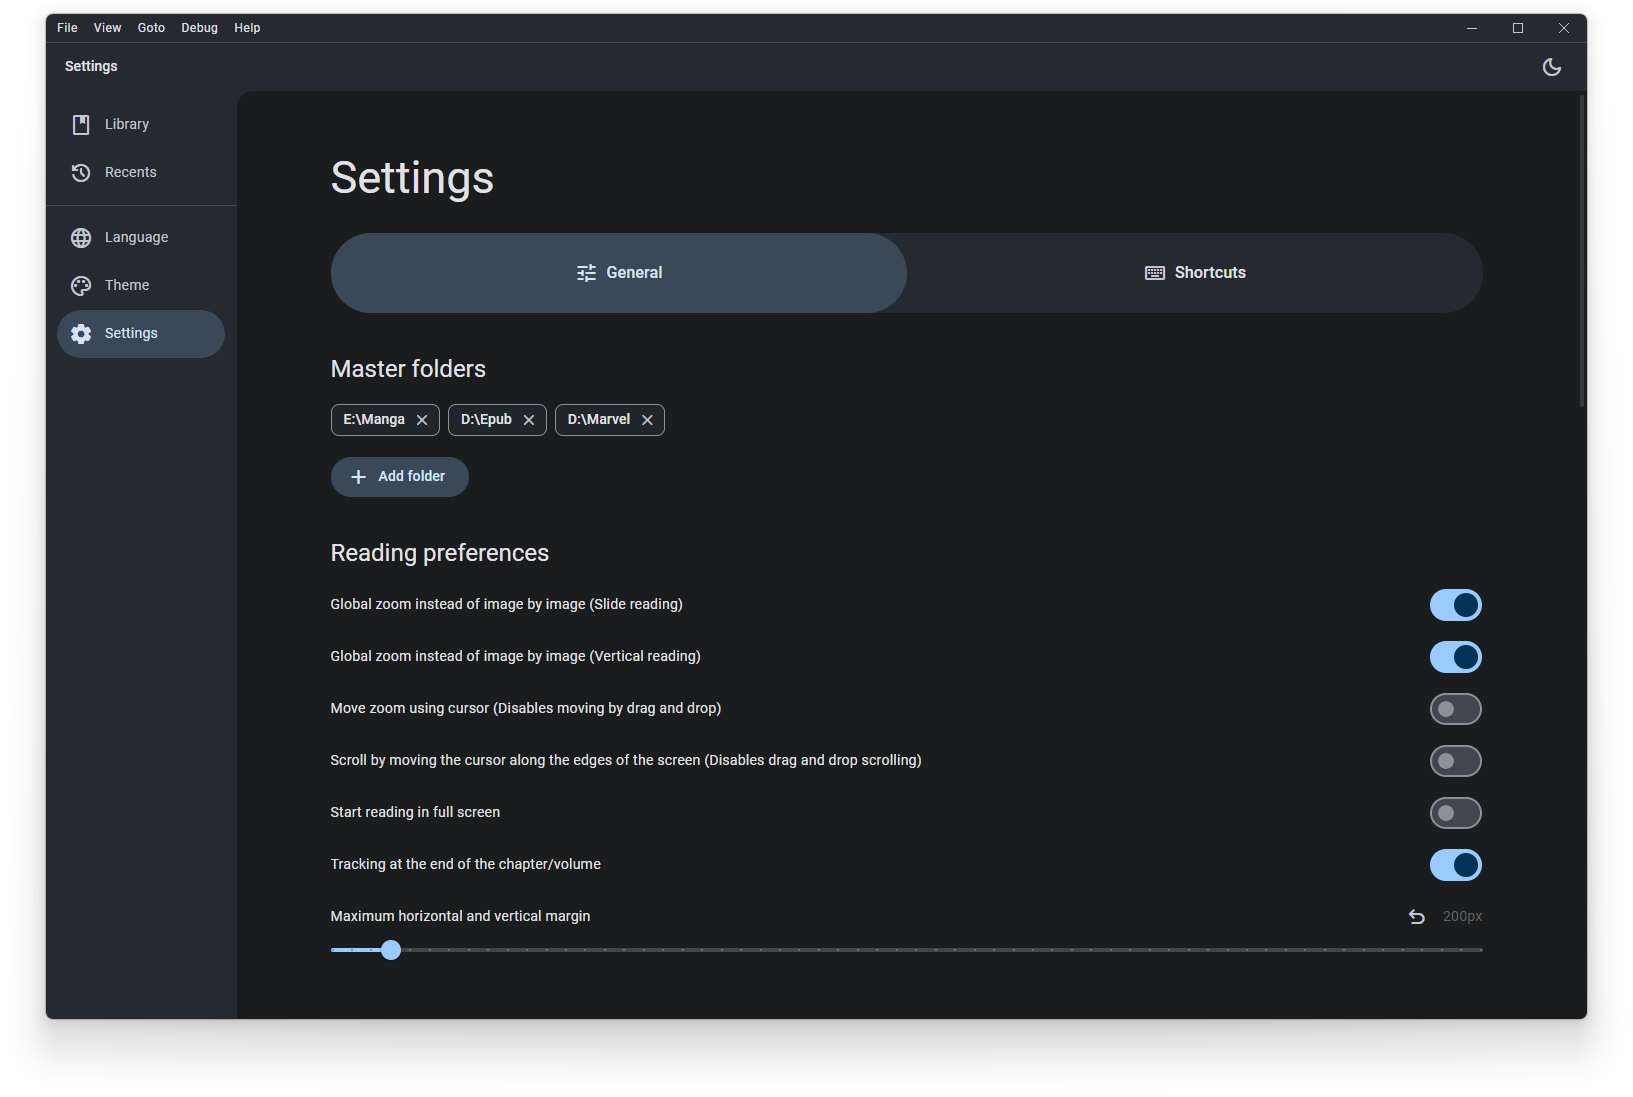 File View Goto Debug Help
Settings
Library
Recents
Language
Theme
Settings
Settings
General
Shortcuts
Master folders
E:\Manga
D:\Epub
D:\Marvel
Add folder
Reading preferences
Global zoom instead of image by image (Slide reading)
Global zoom instead of image by image (Vertical reading)
Move zoom using cursor (Disables moving by drag and drop)
Scroll by moving the cursor along the edges of the screen (Disables drag and drop scrolling)
Start reading in full screen
Tracking at the end of the chapter/volume
Maximum horizontal and vertical margin
200px